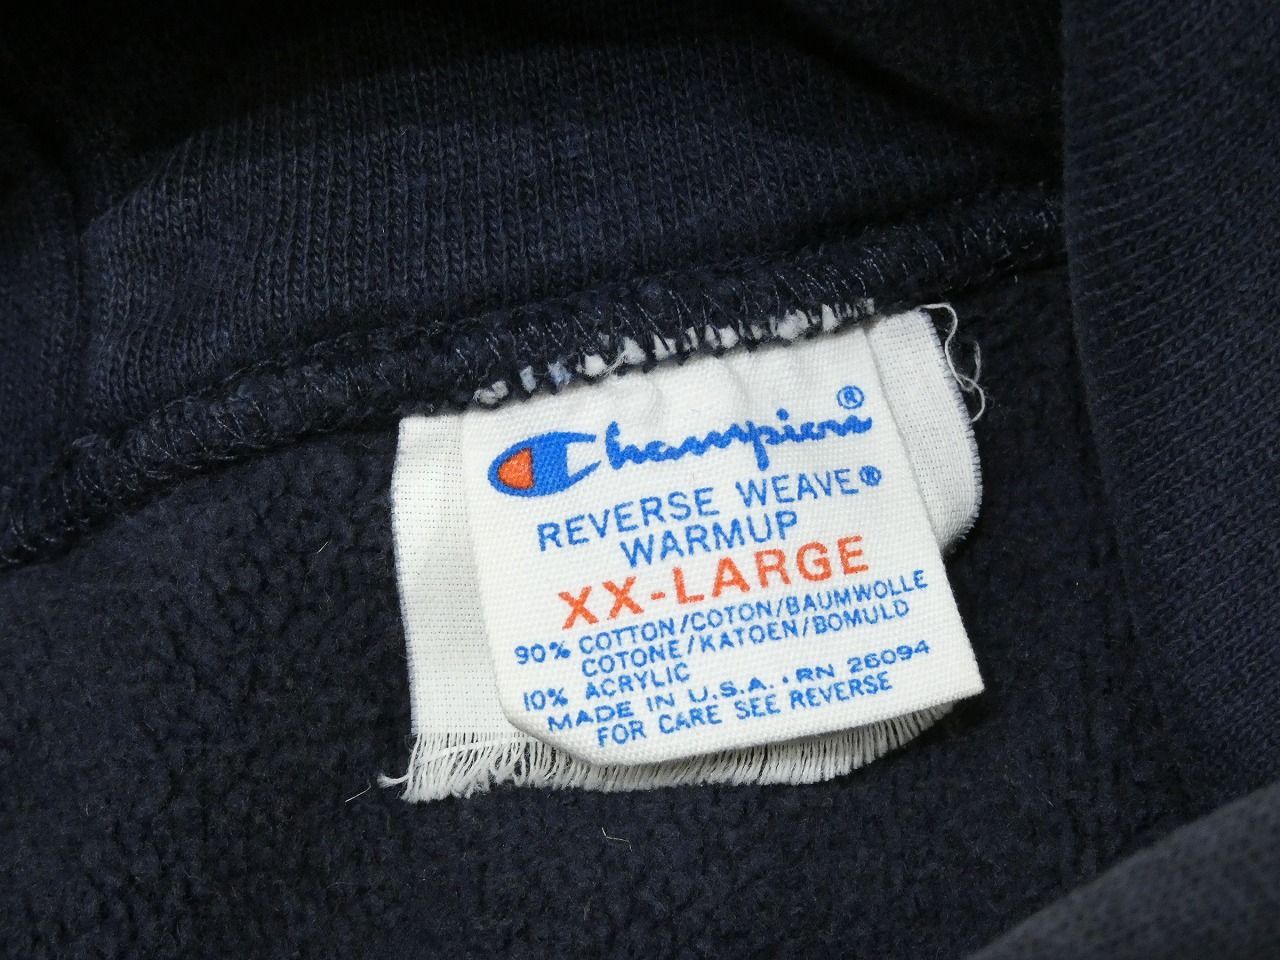 Champion®
REVERSE WEAVE®
WARMUP
XX-LARGE
90% COTTON/COTON/BAUMWOLLE
COTONE/KATOEN/BOMULD
10% ACRYLIC
MADE IN U.S.A. · RN 26094
FOR CARE SEE REVERSE